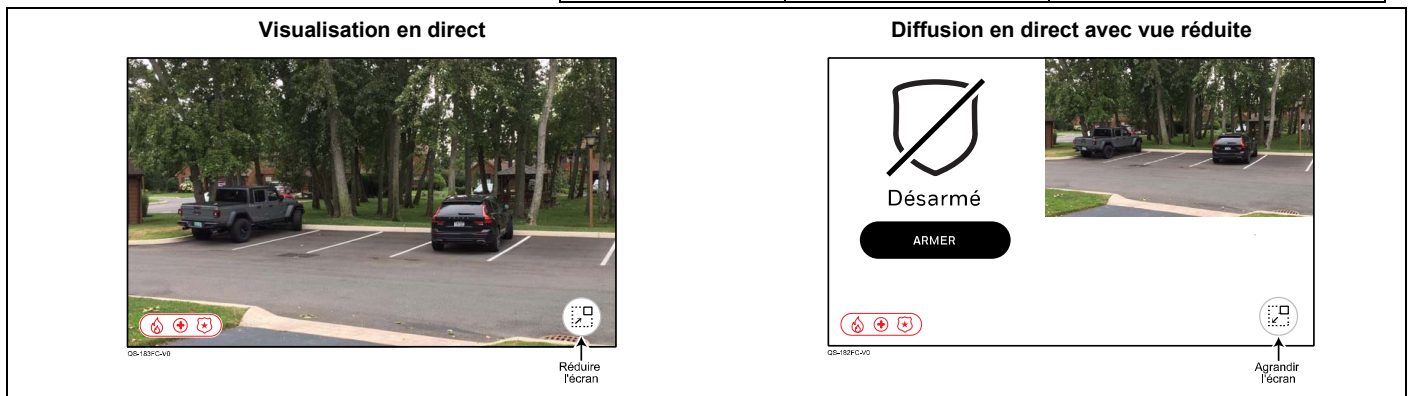 Visualisation en direct
QS-183FC-V0
Réduire
l'écran
Diffusion en direct avec vue réduite
Désarmé
ARMER
QS-182FC-V0
Agrandir
l'écran